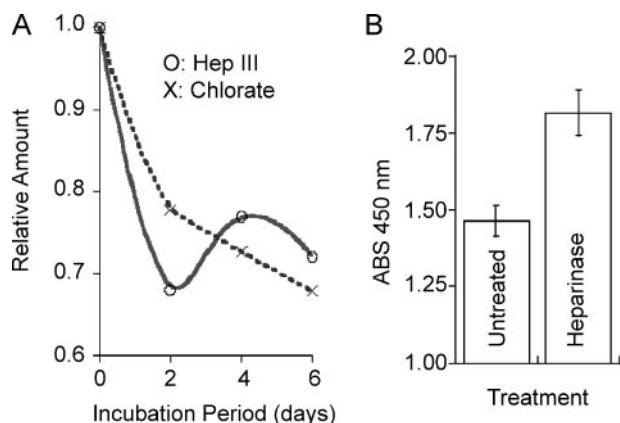 A
1.0
0.9
0.8
0.7
0.6
Relative Amount
O: Hep III
X: Chlorate
0 2 4 6
Incubation Period (days)
B
2.00
1.75
1.50
1.25
1.00
ABS 450 nm
Untreated
Heparinase
Treatment